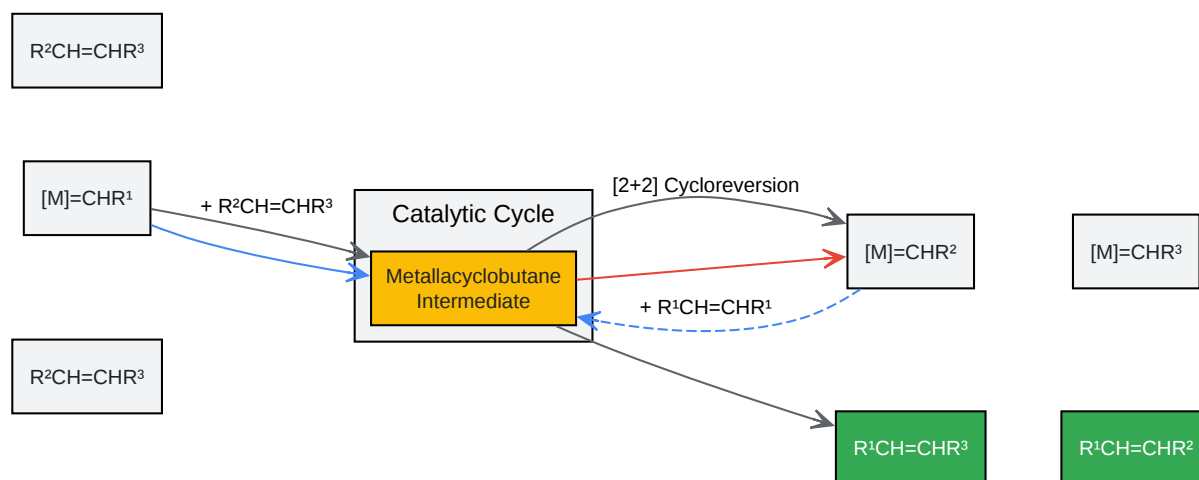 R²CH=CHR³
[M]=CHR¹
+ R²CH=CHR³
R²CH=CHR³
Catalytic Cycle
Metallacyclobutane
Intermediate
[2+2] Cycloreversion
+ R¹CH=CHR¹
[M]=CHR²
[M]=CHR³
R¹CH=CHR³
R¹CH=CHR²